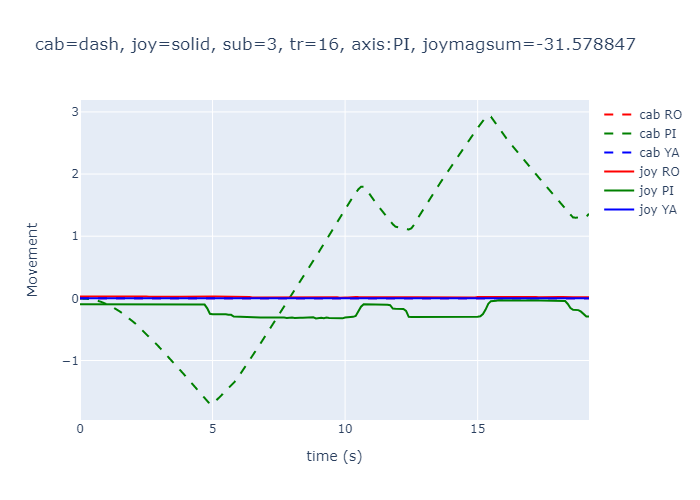 cab=dash, joy=solid, sub=3, tr=16, axis:PI, joymagsum=-31.578847
3
2
1
0
−1
Movement
0
5
10
15
time (s)
cab RO
cab PI
cab YA
joy RO
joy PI
joy YA